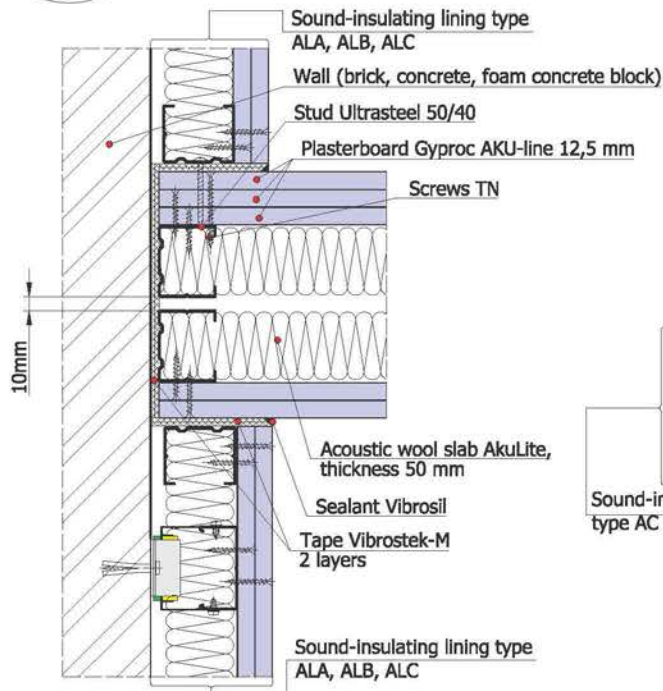 Sound-insulating lining type
ALA, ALB, ALC
Wall (brick, concrete, foam concrete block)
Stud Ultrasteel 50/40
Plasterboard Gyproc AKU-line 12,5 mm
Screws TN
10mm
Acoustic wool slab AkuLite,
thickness 50 mm
Sealant Vibrosil
Tape Vibrostek-M
2 layers
type AC
Sound-insulating lining type
ALA, ALB, ALC